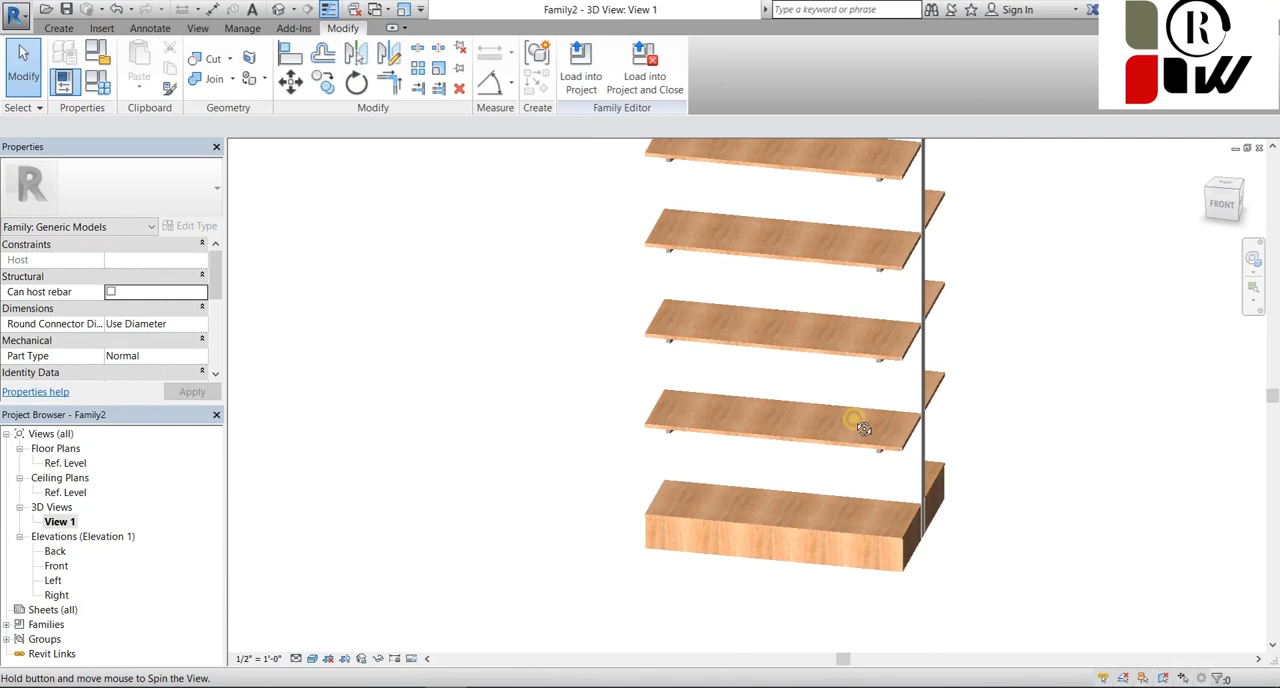 Family2 - 3D View: View 1
Type a keyword or phrase
Sign In
Create
Insert
Annotate
View
Manage
Add-Ins
Modify
Modify
Paste
Cut
Join
Load into
Project
Load into
Project and Close
Select
Properties
Clipboard
Geometry
Modify
Measure
Create
Family Editor
R
Properties
R
Family: Generic Models
Edit Type
Constraints
Host
Structural
Can host rebar
Dimensions
Round Connector Di...
Use Diameter
Mechanical
Part Type
Normal
Identity Data
Properties help
Apply
FRONT
Project Browser - Family2
Views (all)
Floor Plans
Ref. Level
Ceiling Plans
Ref. Level
3D Views
View 1
Elevations (Elevation 1)
Back
Front
Left
Right
Sheets (all)
Families
Groups
Revit Links
1/2" = 1'-0"
Hold button and move mouse to Spin the View.
:0